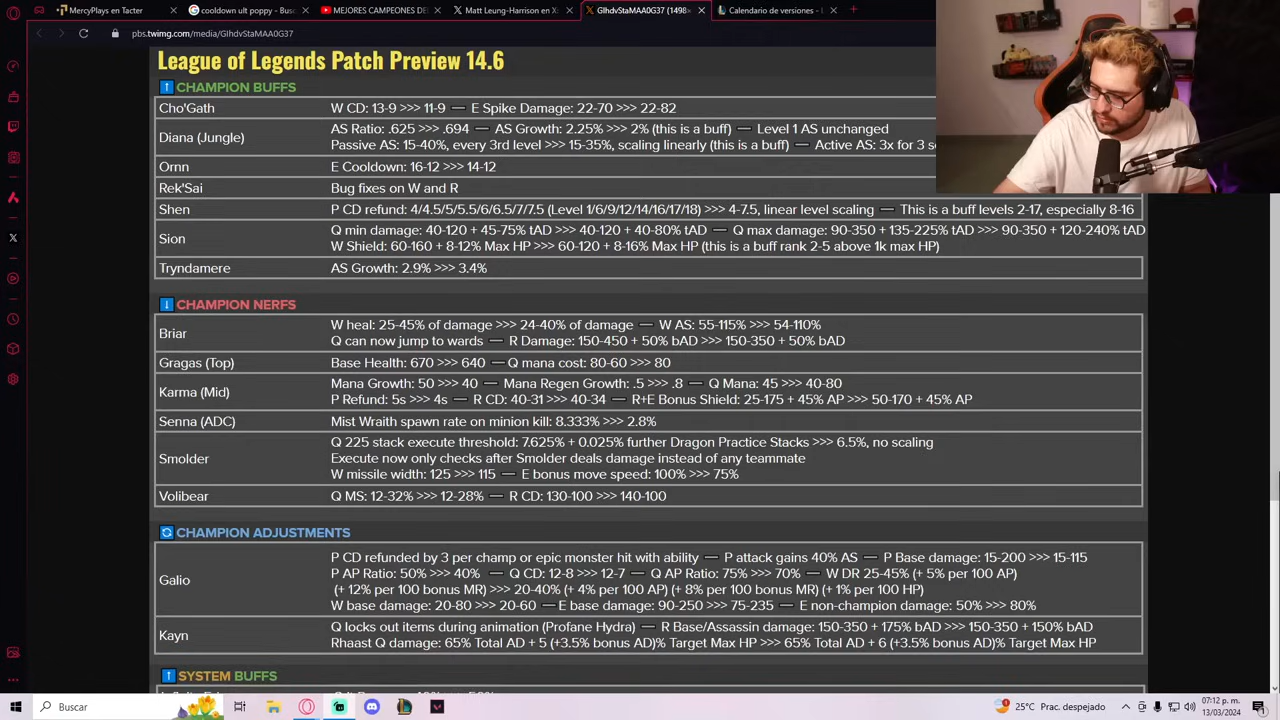 MercyPlays en Tacter
cooldown ult poppy - Bus
MEJORES CAMPEONES DE
Matt Leung-Harrison en X
GIhdvStaMAA0G37 (1498
Calendario de versiones - L
pbs.twimg.com/media/GIhdvStaMAA0G37
League of Legends Patch Preview 14.6
CHAMPION BUFFS
Cho'Gath W CD: 13-9 >>> 11-9 — E Spike Damage: 22-70 >>> 22-82
Diana (Jungle) AS Ratio: .625 >>> .694 — AS Growth: 2.25% >>> 2% (this is a buff) — Level 1 AS unchanged
Passive AS: 15-40%, every 3rd level >>> 15-35%, scaling linearly (this is a buff) — Active AS: 3x for 3 s
Ornn E Cooldown: 16-12 >>> 14-12
Rek'Sai Bug fixes on W and R
Shen P CD refund: 4/4.5/5/5.5/6/6.5/7/7.5 (Level 1/6/9/12/14/16/17/18) >>> 4-7.5, linear level scaling — This is a buff levels 2-17, especially 8-16
Sion Q min damage: 40-120 + 45-75% tAD >>> 40-120 + 40-80% tAD — Q max damage: 90-350 + 135-225% tAD >>> 90-350 + 120-240% tAD
W Shield: 60-160 + 8-12% Max HP >>> 60-120 + 8-16% Max HP (this is a buff rank 2-5 above 1k max HP)
Tryndamere AS Growth: 2.9% >>> 3.4%
CHAMPION NERFS
Briar W heal: 25-45% of damage >>> 24-40% of damage — W AS: 55-115% >>> 54-110%
Q can now jump to wards — R Damage: 150-450 + 50% bAD >>> 150-350 + 50% bAD
Gragas (Top) Base Health: 670 >>> 640 — Q mana cost: 80-60 >>> 80
Karma (Mid) Mana Growth: 50 >>> 40 — Mana Regen Growth: .5 >>> .8 — Q Mana: 45 >>> 40-80
P Refund: 5s >>> 4s — R CD: 40-31 >>> 40-34 — R+E Bonus Shield: 25-175 + 45% AP >>> 50-170 + 45% AP
Senna (ADC) Mist Wraith spawn rate on minion kill: 8.333% >>> 2.8%
Smolder Q 225 stack execute threshold: 7.625% + 0.025% further Dragon Practice Stacks >>> 6.5%, no scaling
Execute now only checks after Smolder deals damage instead of any teammate
W missile width: 125 >>> 115 — E bonus move speed: 100% >>> 75%
Volibear Q MS: 12-32% >>> 12-28% — R CD: 130-100 >>> 140-100
CHAMPION ADJUSTMENTS
Galio P CD refunded by 3 per champ or epic monster hit with ability — P attack gains 40% AS — P Base damage: 15-200 >>> 15-115
P AP Ratio: 50% >>> 40% — Q CD: 12-8 >>> 12-7 — Q AP Ratio: 75% >>> 70% — W DR 25-45% (+ 5% per 100 AP)
(+ 12% per 100 bonus MR) >>> 20-40% (+ 4% per 100 AP) (+ 8% per 100 bonus MR) (+ 1% per 100 HP)
W base damage: 20-80 >>> 20-60 — E base damage: 90-250 >>> 75-235 — E non-champion damage: 50% >>> 80%
Kayn Q locks out items during animation (Profane Hydra) — R Base/Assassin damage: 150-350 + 175% bAD >>> 150-350 + 150% bAD
Rhaast Q damage: 65% Total AD + 5 (+3.5% bonus AD)% Target Max HP >>> 65% Total AD + 6 (+3.5% bonus AD)% Target Max HP
SYSTEM BUFFS
Buscar
25°C Prac. despejado
07:12 p. m.
13/03/2024